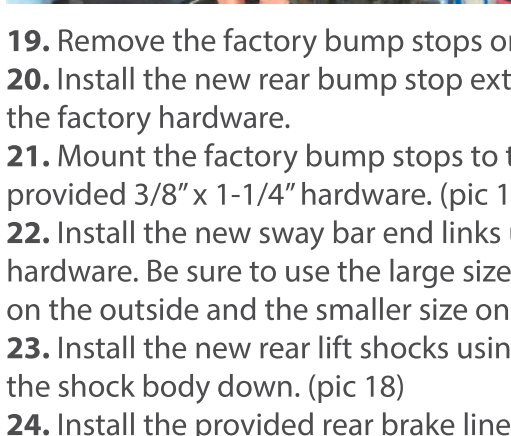 19. Remove the factory bump stops
20. Install the new rear bump stop
the factory hardware.
21. Mount the factory bump stops to
provided 3/8” x 1-1/4” hardware. (pic
22. Install the new sway bar end links
hardware. Be sure to use the large size
on the outside and the smaller size on
23. Install the new rear lift shocks
the shock body down. (pic 18)
24. Install the provided rear brake line